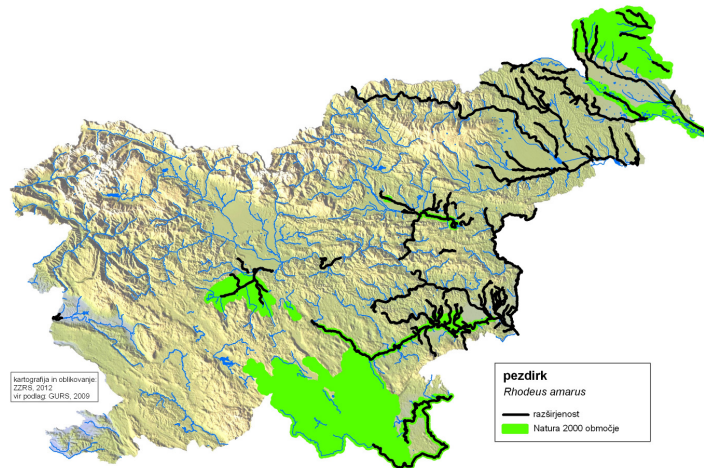 kartografija in oblikovanje:
ZZRS, 2012
vir podlag: GURS, 2009
pezdirk
Rhodeus amarus
razširjenost
Natura 2000 območje